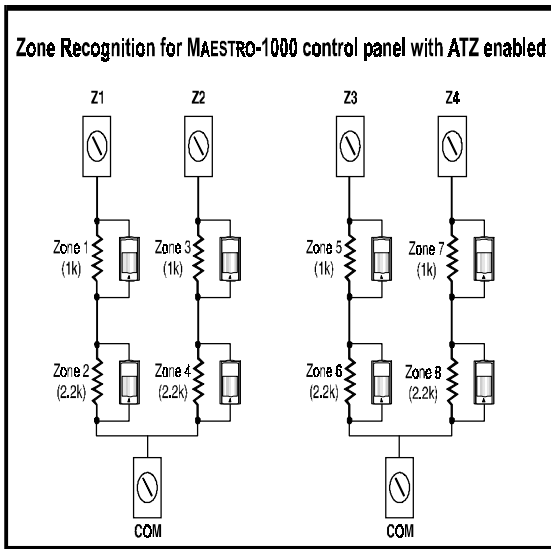 Zone Recognition for MAESTRO-1000 control panel with ATZ enabled
Z1 Z2 Z3 Z4
Zone 1 Zone 3 Zone 5 Zone 7
(1k) (1k) (1k) (1k)
Zone 2 Zone 4 Zone 6 Zone 8
(2.2k) (2.2k) (2.2k) (2.2k)
COM COM